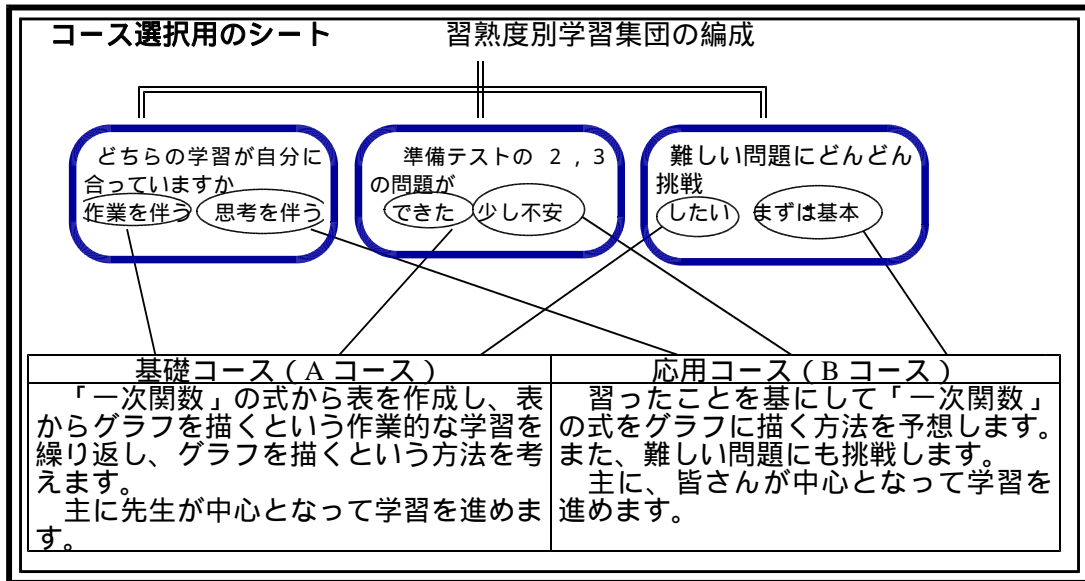 コース選択用のシート　習熟度別学習集団の編成
どちらの学習が自分に
合っていますか
作業を伴う　思考を伴う
準備テストの 2 , 3
の問題が
できた　少し不安
難しい問題にどんどん
挑戦
したい　まずは基本
基礎コース ( A コース )
「一次関数」の式から表を作成し、表
からグラフを描くという作業的な学習を
繰り返し、グラフを描くという方法を考
えます。
主に先生が中心となって学習を進めま
す。
応用コース ( B コース )
習ったことを基にして「一次関数」
の式をグラフに描く方法を予想します。
また、難しい問題にも挑戦します。
主に、皆さんが中心となって学習を
進めます。